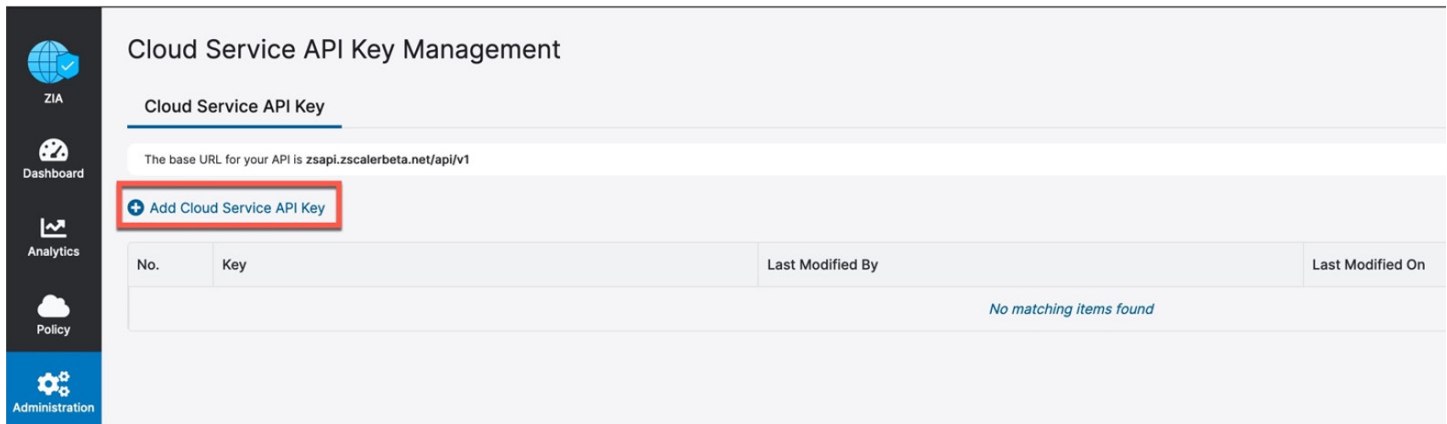 Cloud Service API Key Management
ZIA
Cloud Service API Key
The base URL for your API is zsapi.zscalerbeta.net/api/v1
Dashboard
Add Cloud Service API Key
Analytics
No. Key Last Modified By Last Modified On
No matching items found
Policy
Administration